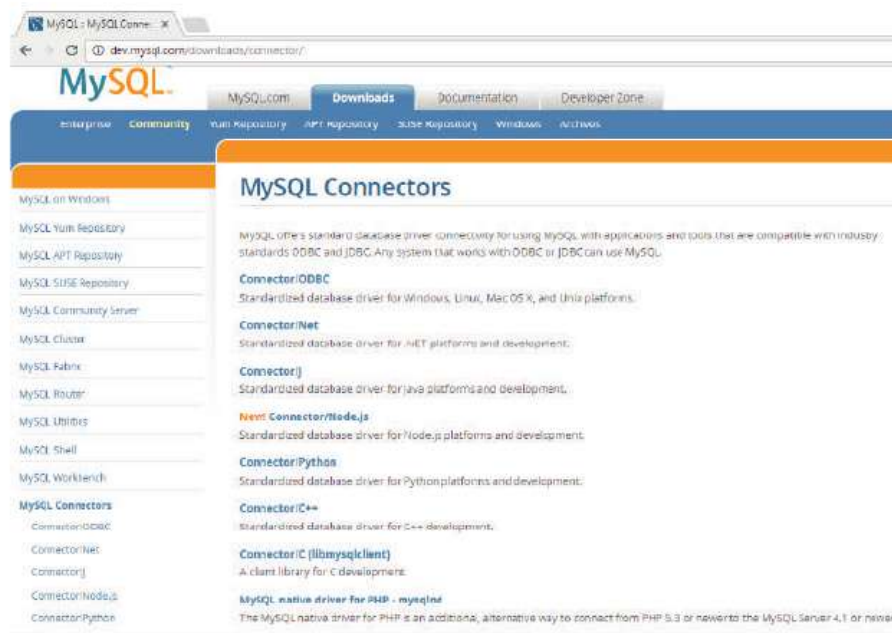 MySQL :: MySQL Conne
dev.mysql.com/downloads/connector/
MySQL
MySQL.com
Downloads
Documentation
Developer Zone
Enterprise
Community
Yum Repository
APT Repository
SUSE Repository
Windows
Archives
MySQL on Windows
MySQL Yum Repository
MySQL APT Repository
MySQL SUSE Repository
MySQL Community Server
MySQL Cluster
MySQL Fabric
MySQL Router
MySQL Utilities
MySQL Shell
MySQL Workbench
MySQL Connectors
Connector/ODBC
Connector/Net
Connector/J
Connector/Node.js
Connector/Python
MySQL Connectors
MySQL offers standard database driver connectivity for using MySQL with applications and tools that are compatible with industry
standards ODBC and JDBC. Any system that works with ODBC or JDBC can use MySQL.
Connector/ODBC
Standardized database driver for Windows, Linux, Mac OS X, and Unix platforms.
Connector/Net
Standardized database driver for .NET platforms and development.
Connector/J
Standardized database driver for Java platforms and development.
New! Connector/Node.js
Standardized database driver for Node.js platforms and development.
Connector/Python
Standardized database driver for Python platforms and development.
Connector/C++
Standardized database driver for C++ development.
Connector/C (libmysqlclient)
A client library for C development.
MySQL native driver for PHP - mysqlnd
The MySQL native driver for PHP is an additional, alternative way to connect from PHP 5.3 or newer to the MySQL Server 4.1 or newe